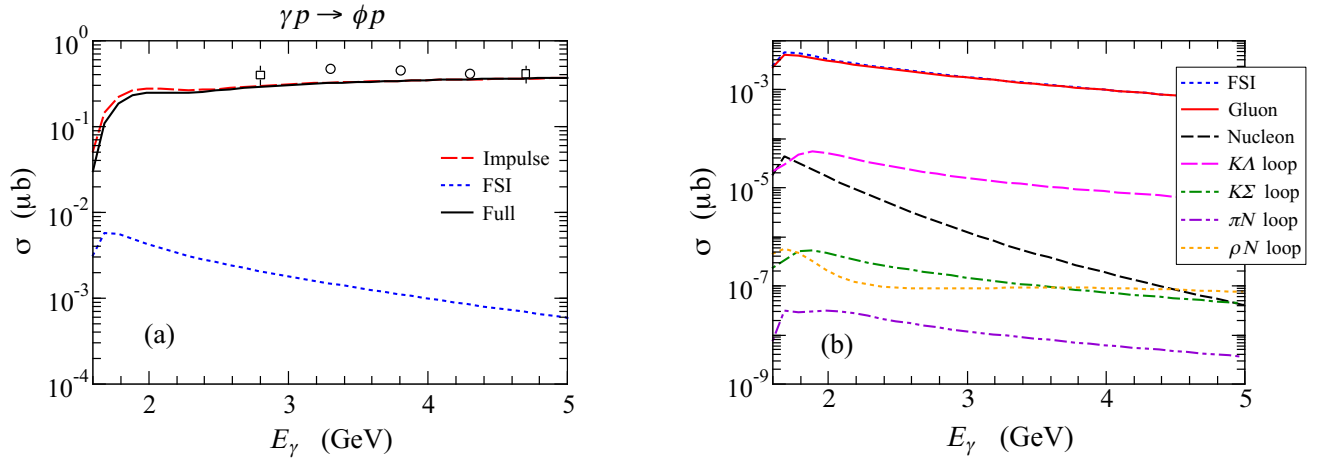 γp → ϕp
10⁰
10⁻¹
10⁻²
10⁻³
10⁻⁴
σ (μb)
Impulse
FSI
Full
(a)
2 3 4 5
E_γ (GeV)
10⁻³
10⁻⁵
10⁻⁷
10⁻⁹
σ (μb)
FSI
Gluon
Nucleon
KΛ loop
KΣ loop
πN loop
ρN loop
(b)
2 3 4 5
E_γ (GeV)